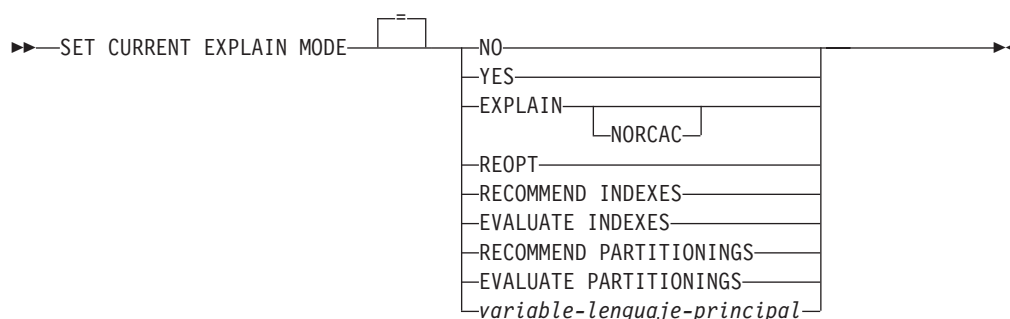 =
SET CURRENT EXPLAIN MODE
NO
YES
EXPLAIN
NORCAC
REOPT
RECOMMEND INDEXES
EVALUATE INDEXES
RECOMMEND PARTITIONINGS
EVALUATE PARTITIONINGS
variable-lenguaje-principal